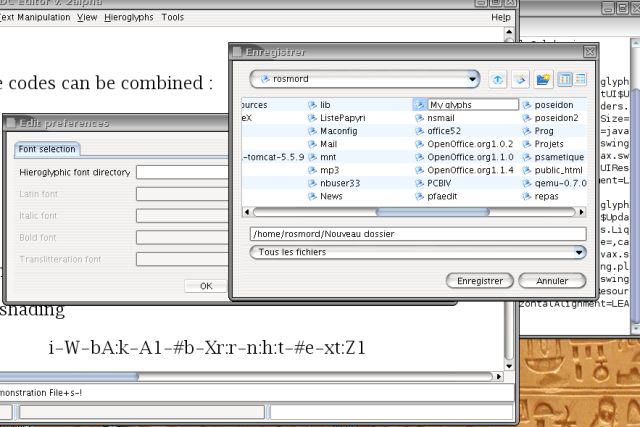 DC Editor v. 2alpha
Text Manipulation View Hieroglyphs Tools Help
e codes can be combined :
Edit preferences
Font selection
Hieroglyphic font directory
Latin font
Italic font
Bold font
Translitteration font
OK
Enregistrer
rosmord
ources lib My glyphs poseidon
eX ListePapyri nsmail poseidon2
Maconfig office52 Prog
Mail OpenOffice.org1.0.2 Projets
-tomcat-5.5.9 mnt OpenOffice.org1.1.0 psametique
mp3 OpenOffice.org1.1.4 public_html
nbuser33 PCBIV qemu-0.7.0
News pfaedit repas
/home/rosmord/Nouveau dossier
Tous les fichiers
Enregistrer Annuler
shading
i-W-bA:k-A1-#b-Xr:r-n:h:t-#e-xt:Z1
monstration File+s-!
glyph
tUI$U
ders.
Size=
=java
swing
ax.sw
UIRes
ment=L
glyph
$Upda
s.Liq
e=,ca
vax.s
ng.pl
swing
Resour
zontalAlignment=LEA